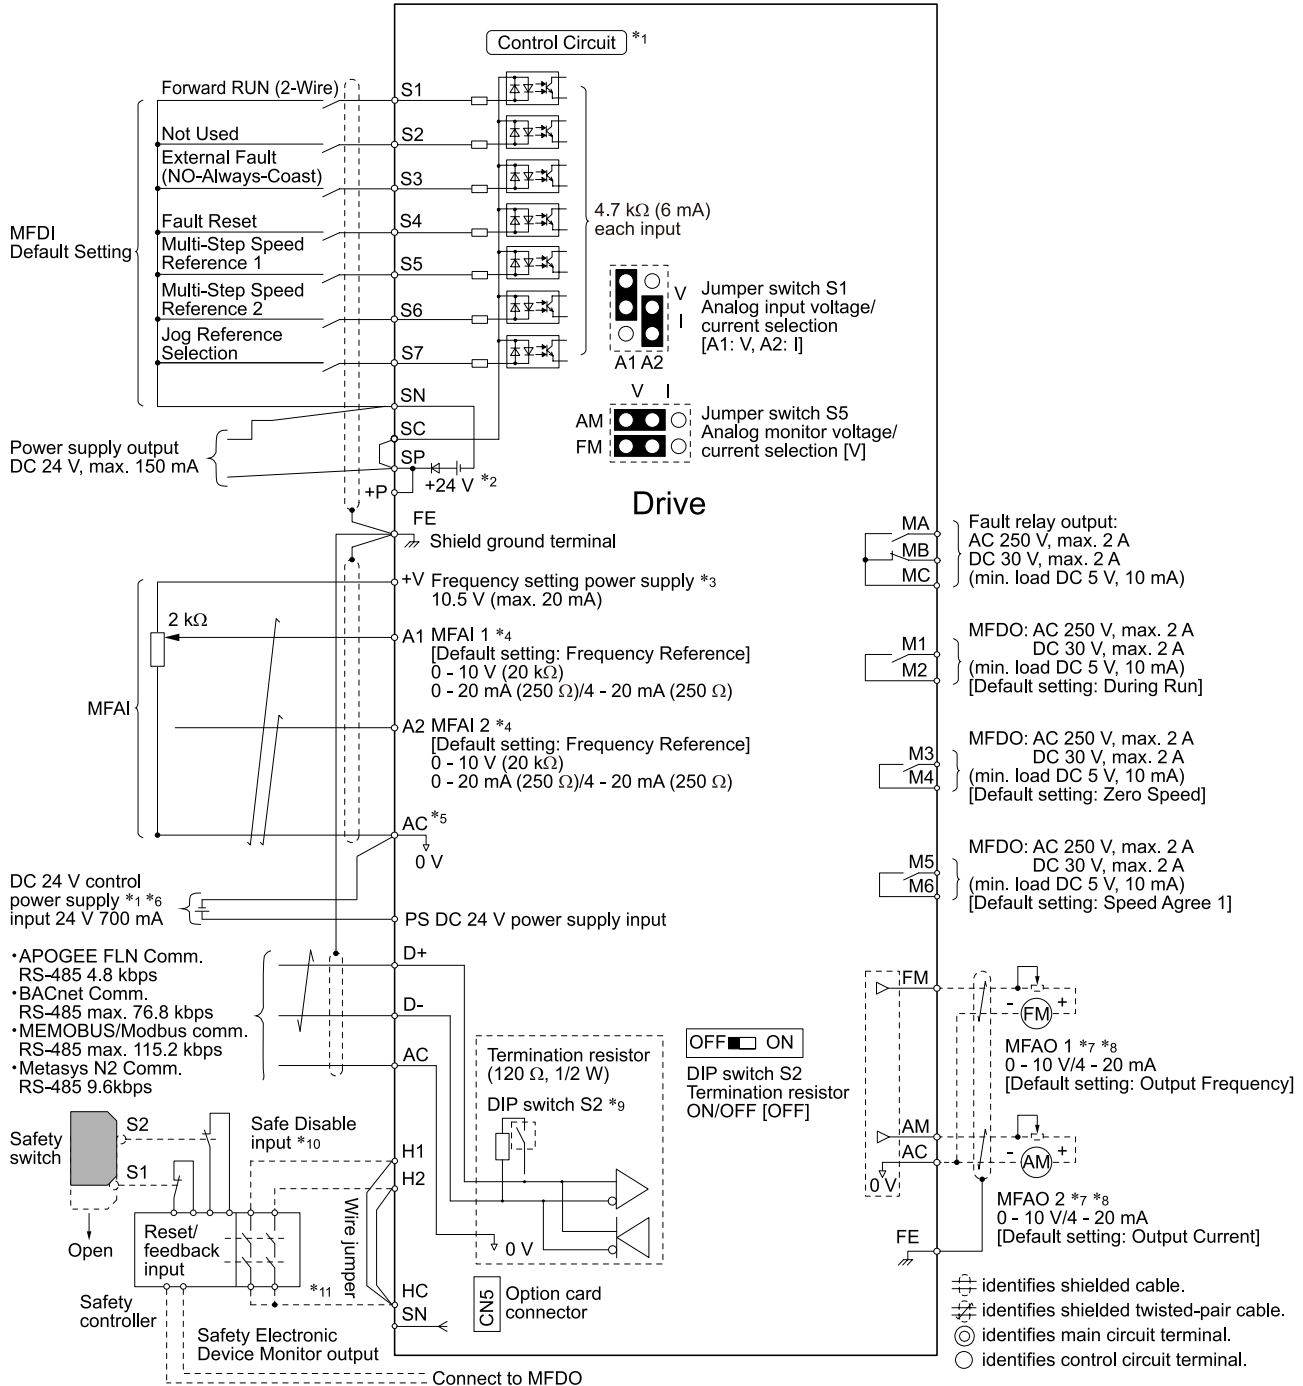 Control Circuit *1
Forward RUN (2-Wire)
S1
Not Used
S2
External Fault
(NO-Always-Coast)
S3
Fault Reset
S4
Multi-Step Speed
Reference 1
S5
Multi-Step Speed
Reference 2
S6
Jog Reference
Selection
S7
MFDI
Default Setting
4.7 kΩ (6 mA)
each input
V
I
A1 A2
Jumper switch S1
Analog input voltage/
current selection
[A1: V, A2: I]
V I
AM
FM
Jumper switch S5
Analog monitor voltage/
current selection [V]
SN
SC
SP
+P
+24 V *2
Power supply output
DC 24 V, max. 150 mA
Drive
FE
Shield ground terminal
+V Frequency setting power supply *3
10.5 V (max. 20 mA)
2 kΩ
A1 MFAI 1 *4
[Default setting: Frequency Reference]
0 - 10 V (20 kΩ)
0 - 20 mA (250 Ω)/4 - 20 mA (250 Ω)
MFAI
A2 MFAI 2 *4
[Default setting: Frequency Reference]
0 - 10 V (20 kΩ)
0 - 20 mA (250 Ω)/4 - 20 mA (250 Ω)
AC *5
0 V
MA
MB
MC
Fault relay output:
AC 250 V, max. 2 A
DC 30 V, max. 2 A
(min. load DC 5 V, 10 mA)
M1
M2
MFDO: AC 250 V, max. 2 A
DC 30 V, max. 2 A
(min. load DC 5 V, 10 mA)
[Default setting: During Run]
M3
M4
MFDO: AC 250 V, max. 2 A
DC 30 V, max. 2 A
(min. load DC 5 V, 10 mA)
[Default setting: Zero Speed]
M5
M6
MFDO: AC 250 V, max. 2 A
DC 30 V, max. 2 A
(min. load DC 5 V, 10 mA)
[Default setting: Speed Agree 1]
DC 24 V control
power supply *1 *6
input 24 V 700 mA
PS DC 24 V power supply input
・APOGEE FLN Comm.
RS-485 4.8 kbps
・BACnet Comm.
RS-485 max. 76.8 kbps
・MEMOBUS/Modbus comm.
RS-485 max. 115.2 kbps
・Metasys N2 Comm.
RS-485 9.6kbps
D+
D-
AC
Termination resistor
(120 Ω, 1/2 W)
DIP switch S2 *9
0 V
OFF ON
DIP switch S2
Termination resistor
ON/OFF [OFF]
FM
- FM +
MFAO 1 *7 *8
0 - 10 V/4 - 20 mA
[Default setting: Output Frequency]
AM
AC
0 V
- AM +
MFAO 2 *7 *8
0 - 10 V/4 - 20 mA
[Default setting: Output Current]
FE
Safety
switch
S2
S1
Open
Safe Disable
input *10
H1
H2
Wire jumper
HC
SN
Reset/
feedback
input
*11
Safety
controller
Safety Electronic
Device Monitor output
Connect to MFDO
CN5
Option card
connector
identifies shielded cable.
identifies shielded twisted-pair cable.
identifies main circuit terminal.
identifies control circuit terminal.